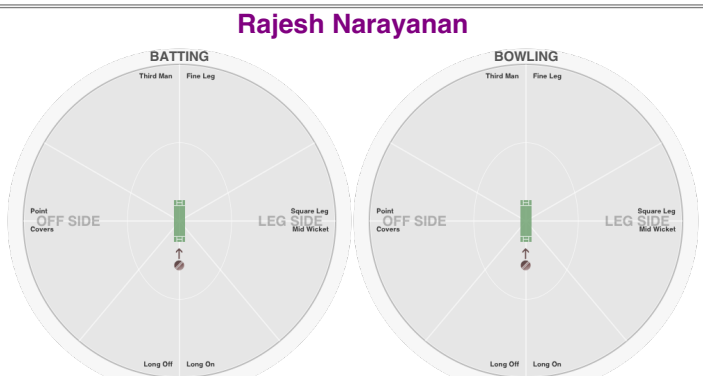 Rajesh Narayanan
BATTING
Third Man Fine Leg
Point
OFF SIDE
Covers
Square Leg
LEG SIDE
Mid Wicket
Long Off Long On
BOWLING
Third Man Fine Leg
Point
OFF SIDE
Covers
Square Leg
LEG SIDE
Mid Wicket
Long Off Long On